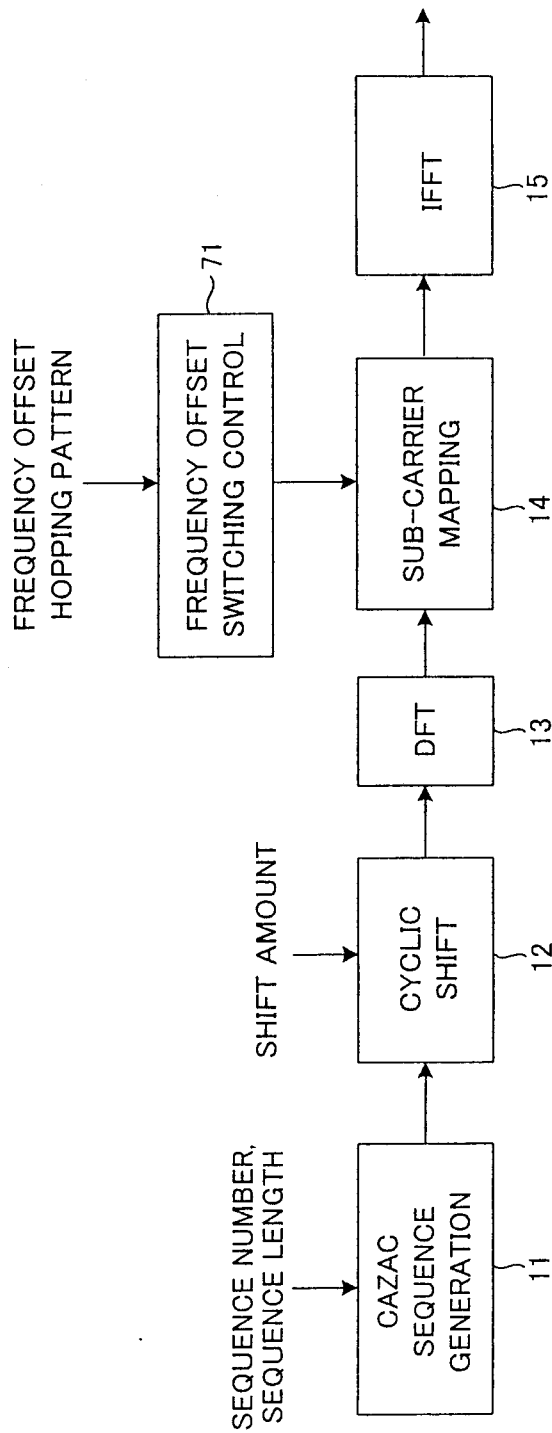 SEQUENCE NUMBER,
SEQUENCE LENGTH
CAZAC
SEQUENCE
GENERATION
11
SHIFT AMOUNT
CYCLIC
SHIFT
12
DFT
13
FREQUENCY OFFSET
HOPPING PATTERN
FREQUENCY OFFSET
SWITCHING CONTROL
71
SUB-CARRIER
MAPPING
14
IFFT
15